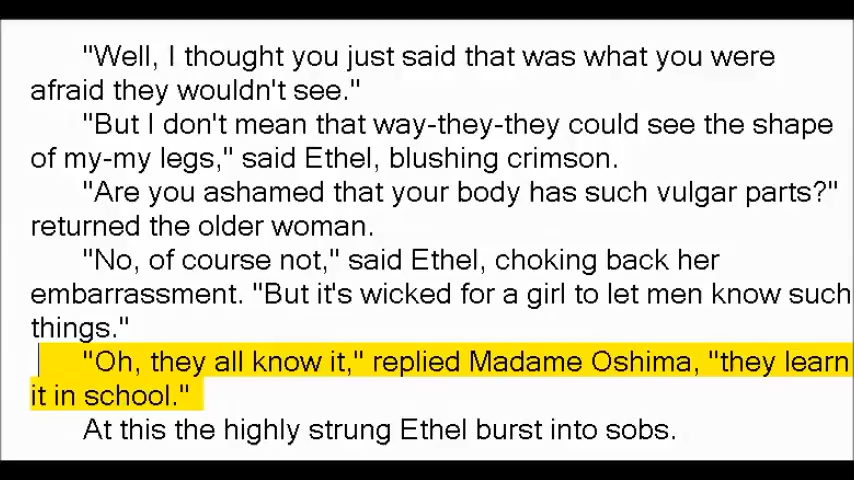 "Well, I thought you just said that was what you were
afraid they wouldn't see."
"But I don't mean that way-they-they could see the shape
of my-my legs," said Ethel, blushing crimson.
"Are you ashamed that your body has such vulgar parts?"
returned the older woman.
"No, of course not," said Ethel, choking back her
embarrassment. "But it's wicked for a girl to let men know such
things."
"Oh, they all know it," replied Madame Oshima, "they learn
it in school."
At this the highly strung Ethel burst into sobs.